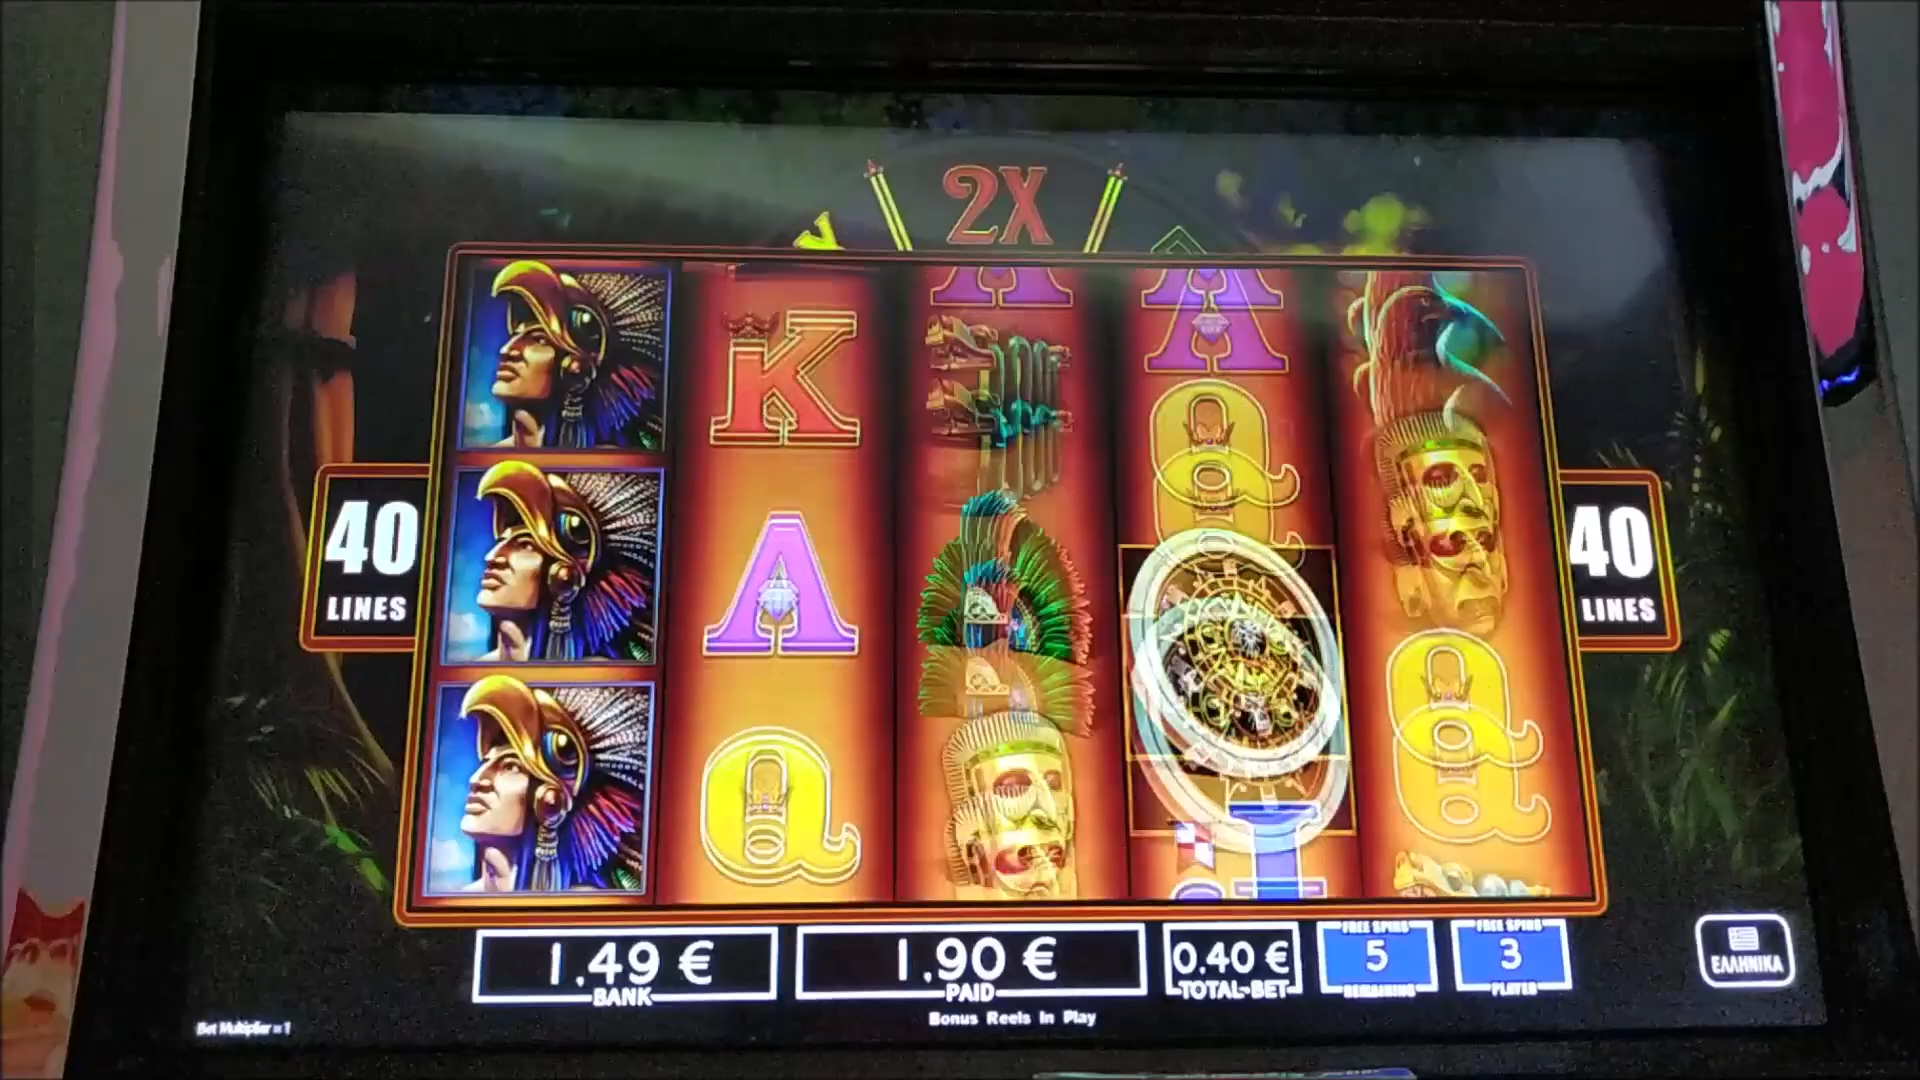 2X
K
A
A
A
Q
A
Q
Q
Q
Q
J
40
LINES
40
LINES
1.49 €
BANK
1.90 €
PAID
0.40 €
TOTAL-BET
FREE SPINS
5
REMAINING
FREE SPINS
3
PLAYED
ΕΛΛΗΝΙΚΑ
Bet Multiplier = 1
Bonus Reels In Play